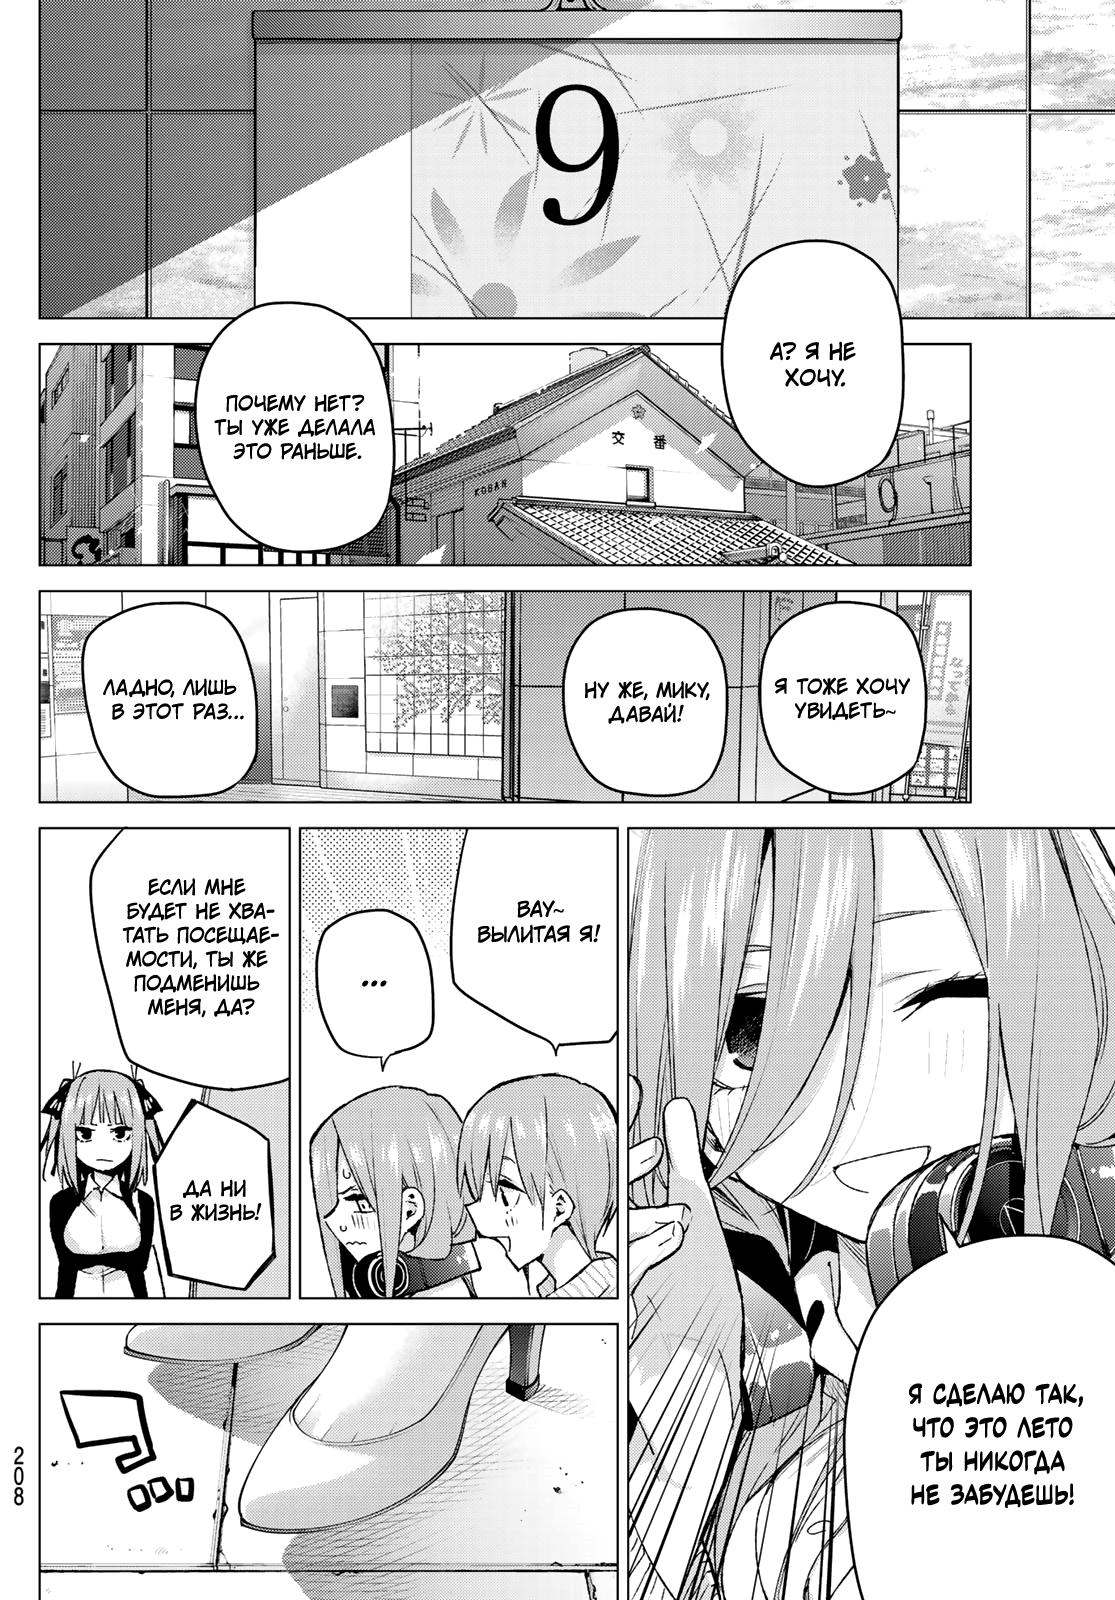 9
А? Я НЕ
ХОЧУ.
ПОЧЕМУ НЕТ?
ТЫ УЖЕ ДЕЛАЛА
ЭТО РАНЬШЕ.
交番
KOBAN
910
Я ТОЖЕ ХОЧУ
УВИДЕТЬ~
НУ ЖЕ, МИКУ,
ДАВАЙ!
ЛАДНО, ЛИШЬ
В ЭТОТ РАЗ...
Я СДЕЛАЮ ТАК,
ЧТО ЭТО ЛЕТО
ТЫ НИКОГДА
НЕ ЗАБУДЕШЬ!
ВАУ~
ВЫЛИТАЯ Я!
...
ЕСЛИ МНЕ
БУДЕТ НЕ ХВА-
ТАТЬ ПОСЕЩАЕ-
МОСТИ, ТЫ ЖЕ
ПОДМЕНИШЬ
МЕНЯ, ДА?
ДА НИ
В ЖИЗНЬ!
208